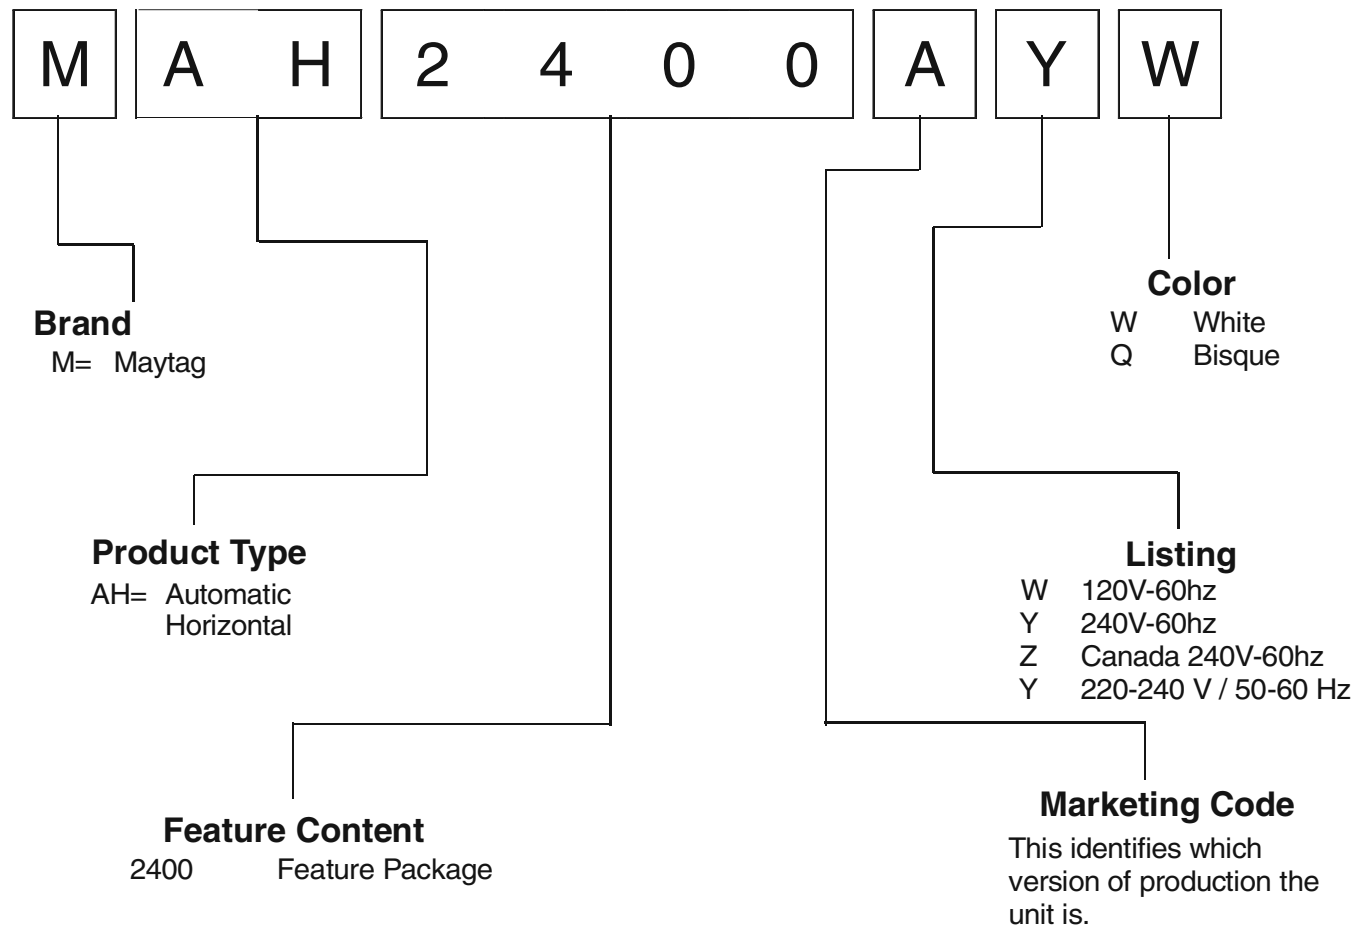 M A H 2 4 0 0 A Y W
Brand
M= Maytag
Color
W White
Q Bisque
Product Type
AH= Automatic
Horizontal
Listing
W 120V-60hz
Y 240V-60hz
Z Canada 240V-60hz
Y 220-240 V / 50-60 Hz
Feature Content
2400 Feature Package
Marketing Code
This identifies which
version of production the
unit is.